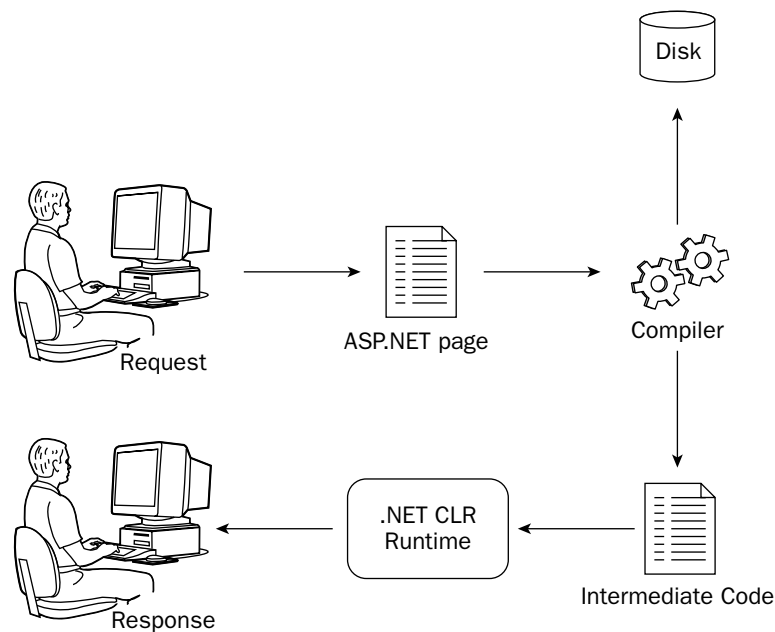 Disk
Request
ASP.NET page
Compiler
.NET CLR
Runtime
Intermediate Code
Response